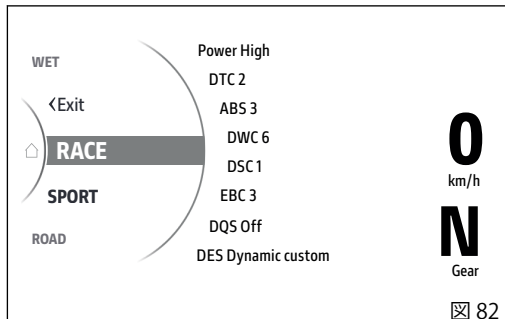 WET
‹Exit
RACE
SPORT
ROAD
Power High
DTC 2
ABS 3
DWC 6
DSC 1
EBC 3
DQS Off
DES Dynamic custom
0
km/h
N
Gear
図 82